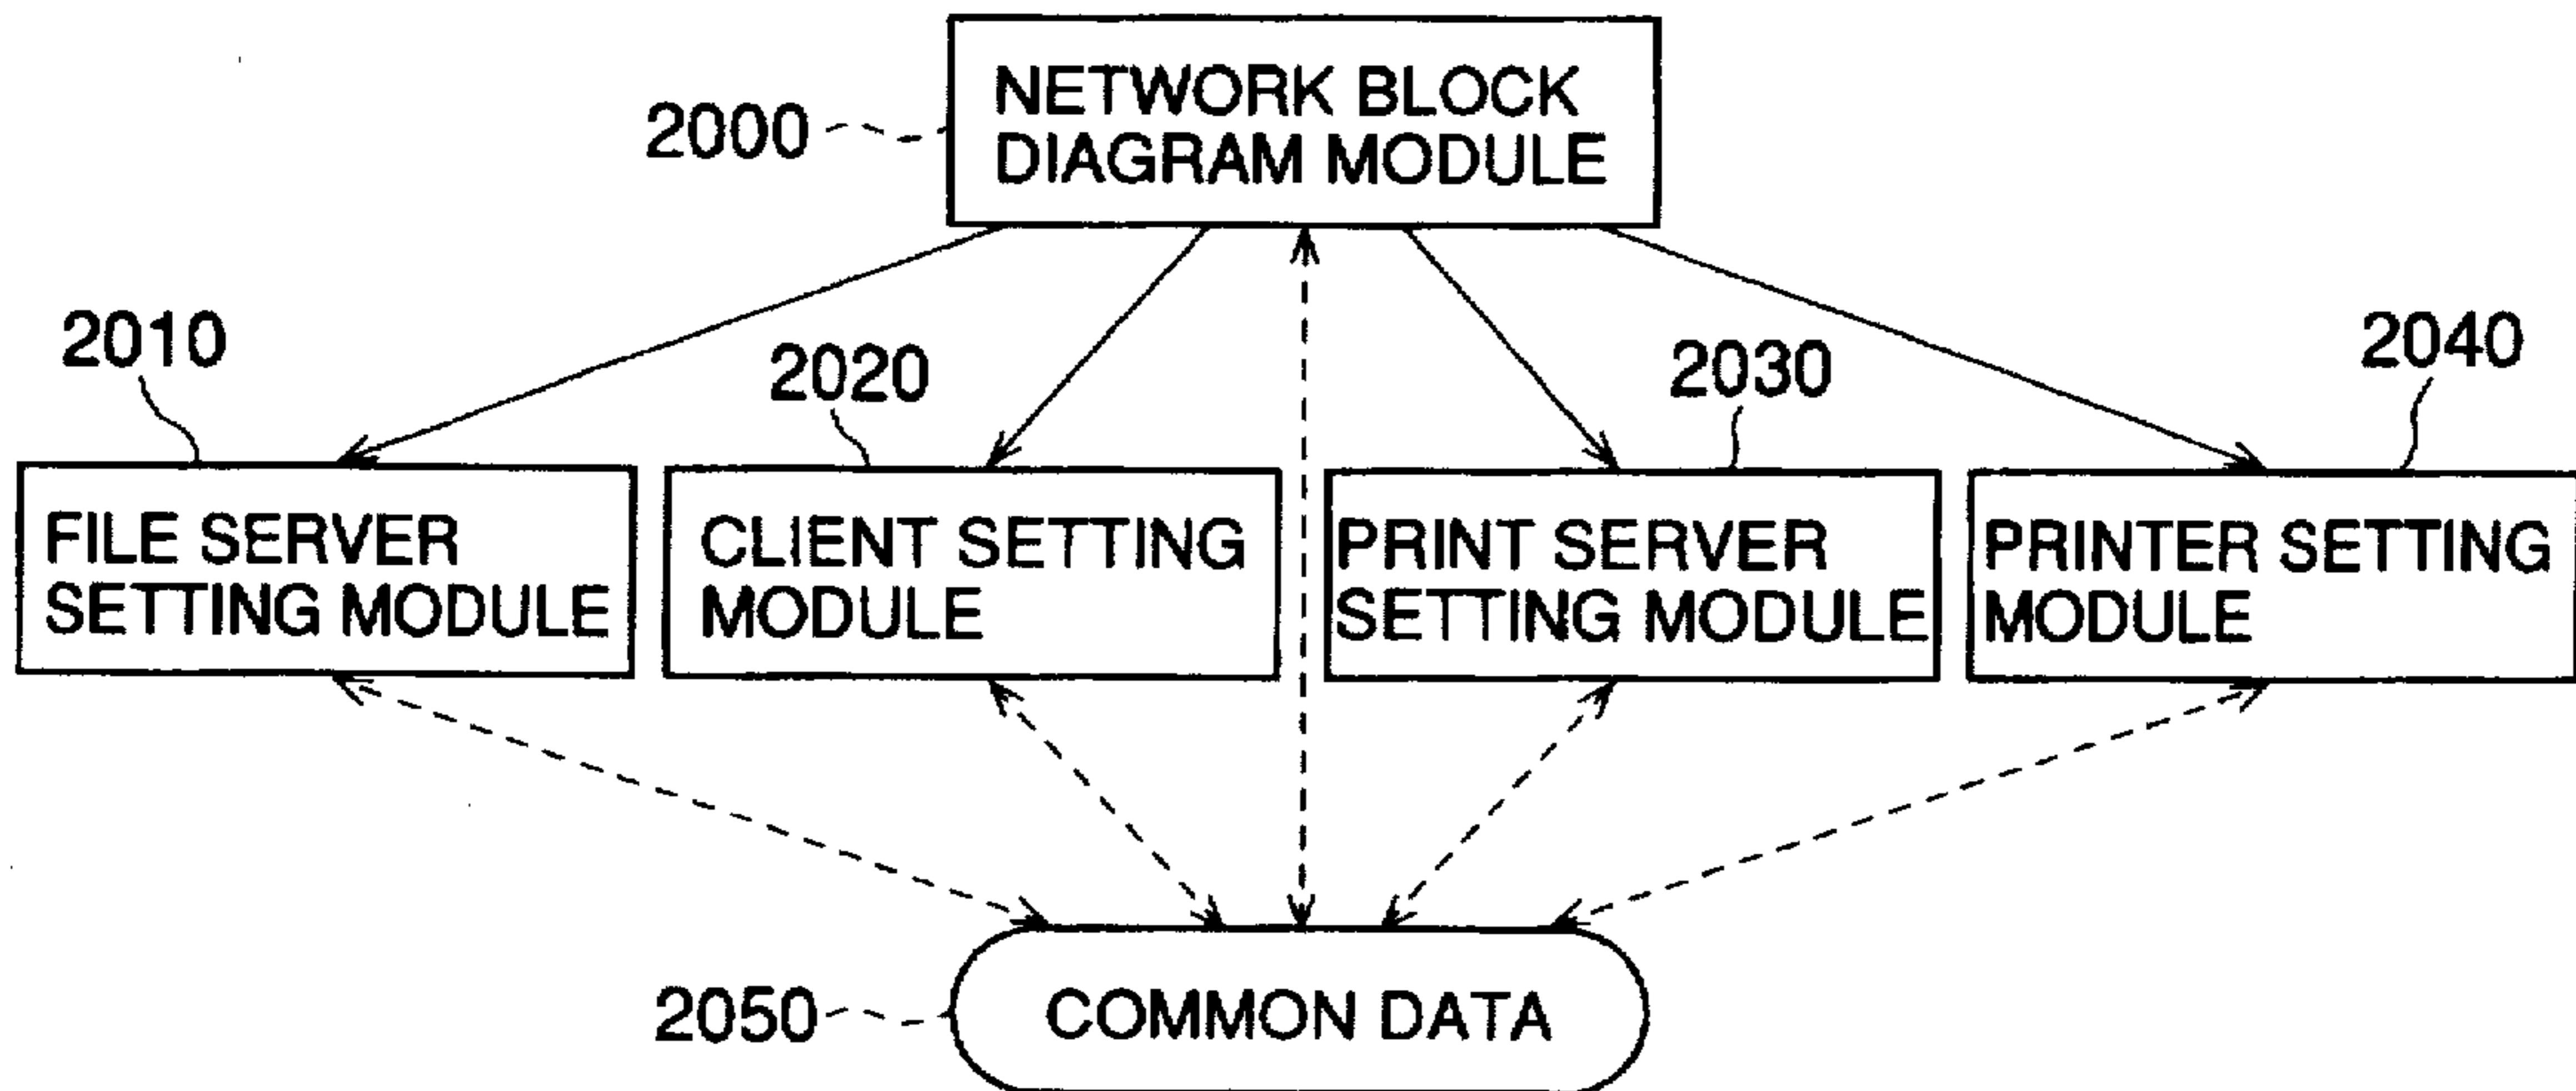 NETWORK BLOCK
DIAGRAM MODULE
2000
2010
2020
2030
2040
FILE SERVER
SETTING MODULE
CLIENT SETTING
MODULE
PRINT SERVER
SETTING MODULE
PRINTER SETTING
MODULE
2050
COMMON DATA